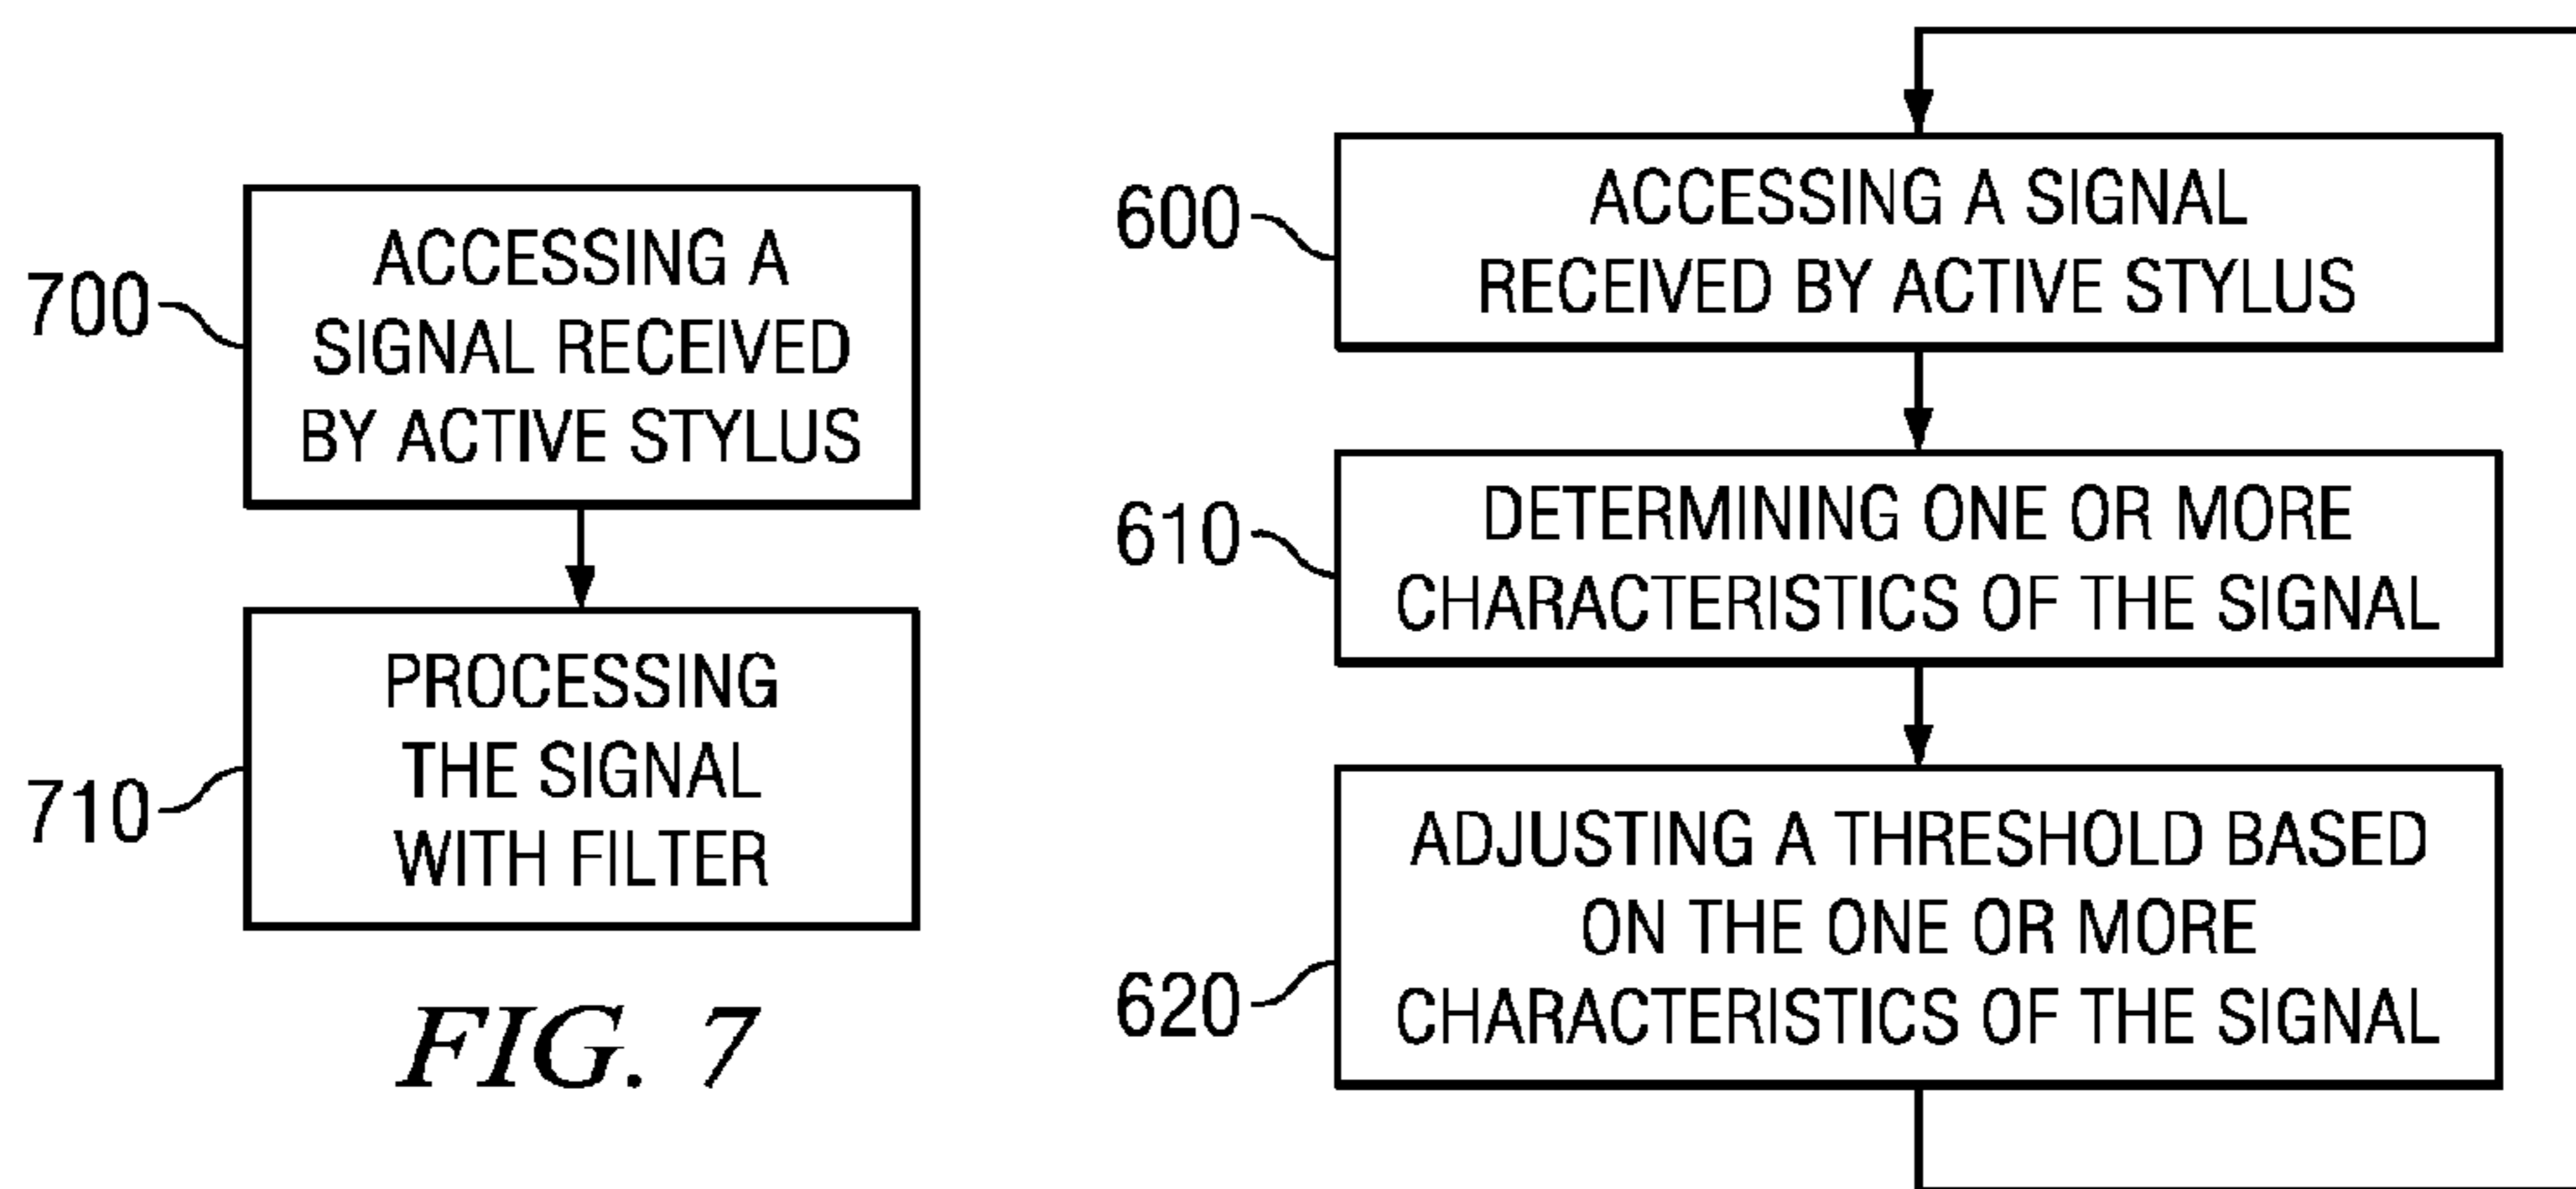 700
ACCESSING A
SIGNAL RECEIVED
BY ACTIVE STYLUS
710
PROCESSING
THE SIGNAL
WITH FILTER
FIG. 7
600
ACCESSING A SIGNAL
RECEIVED BY ACTIVE STYLUS
610
DETERMINING ONE OR MORE
CHARACTERISTICS OF THE SIGNAL
620
ADJUSTING A THRESHOLD BASED
ON THE ONE OR MORE
CHARACTERISTICS OF THE SIGNAL